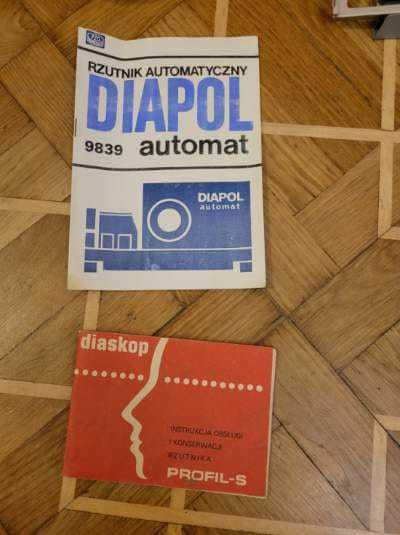 RZUTNIK AUTOMATYCZNY
DIAPOL
9839 automat
DIAPOL
automat
diaskop
INSTRUKCJA OBSŁUGI
I KONSERWACJI
RZUTNIKA
PROFIL-S